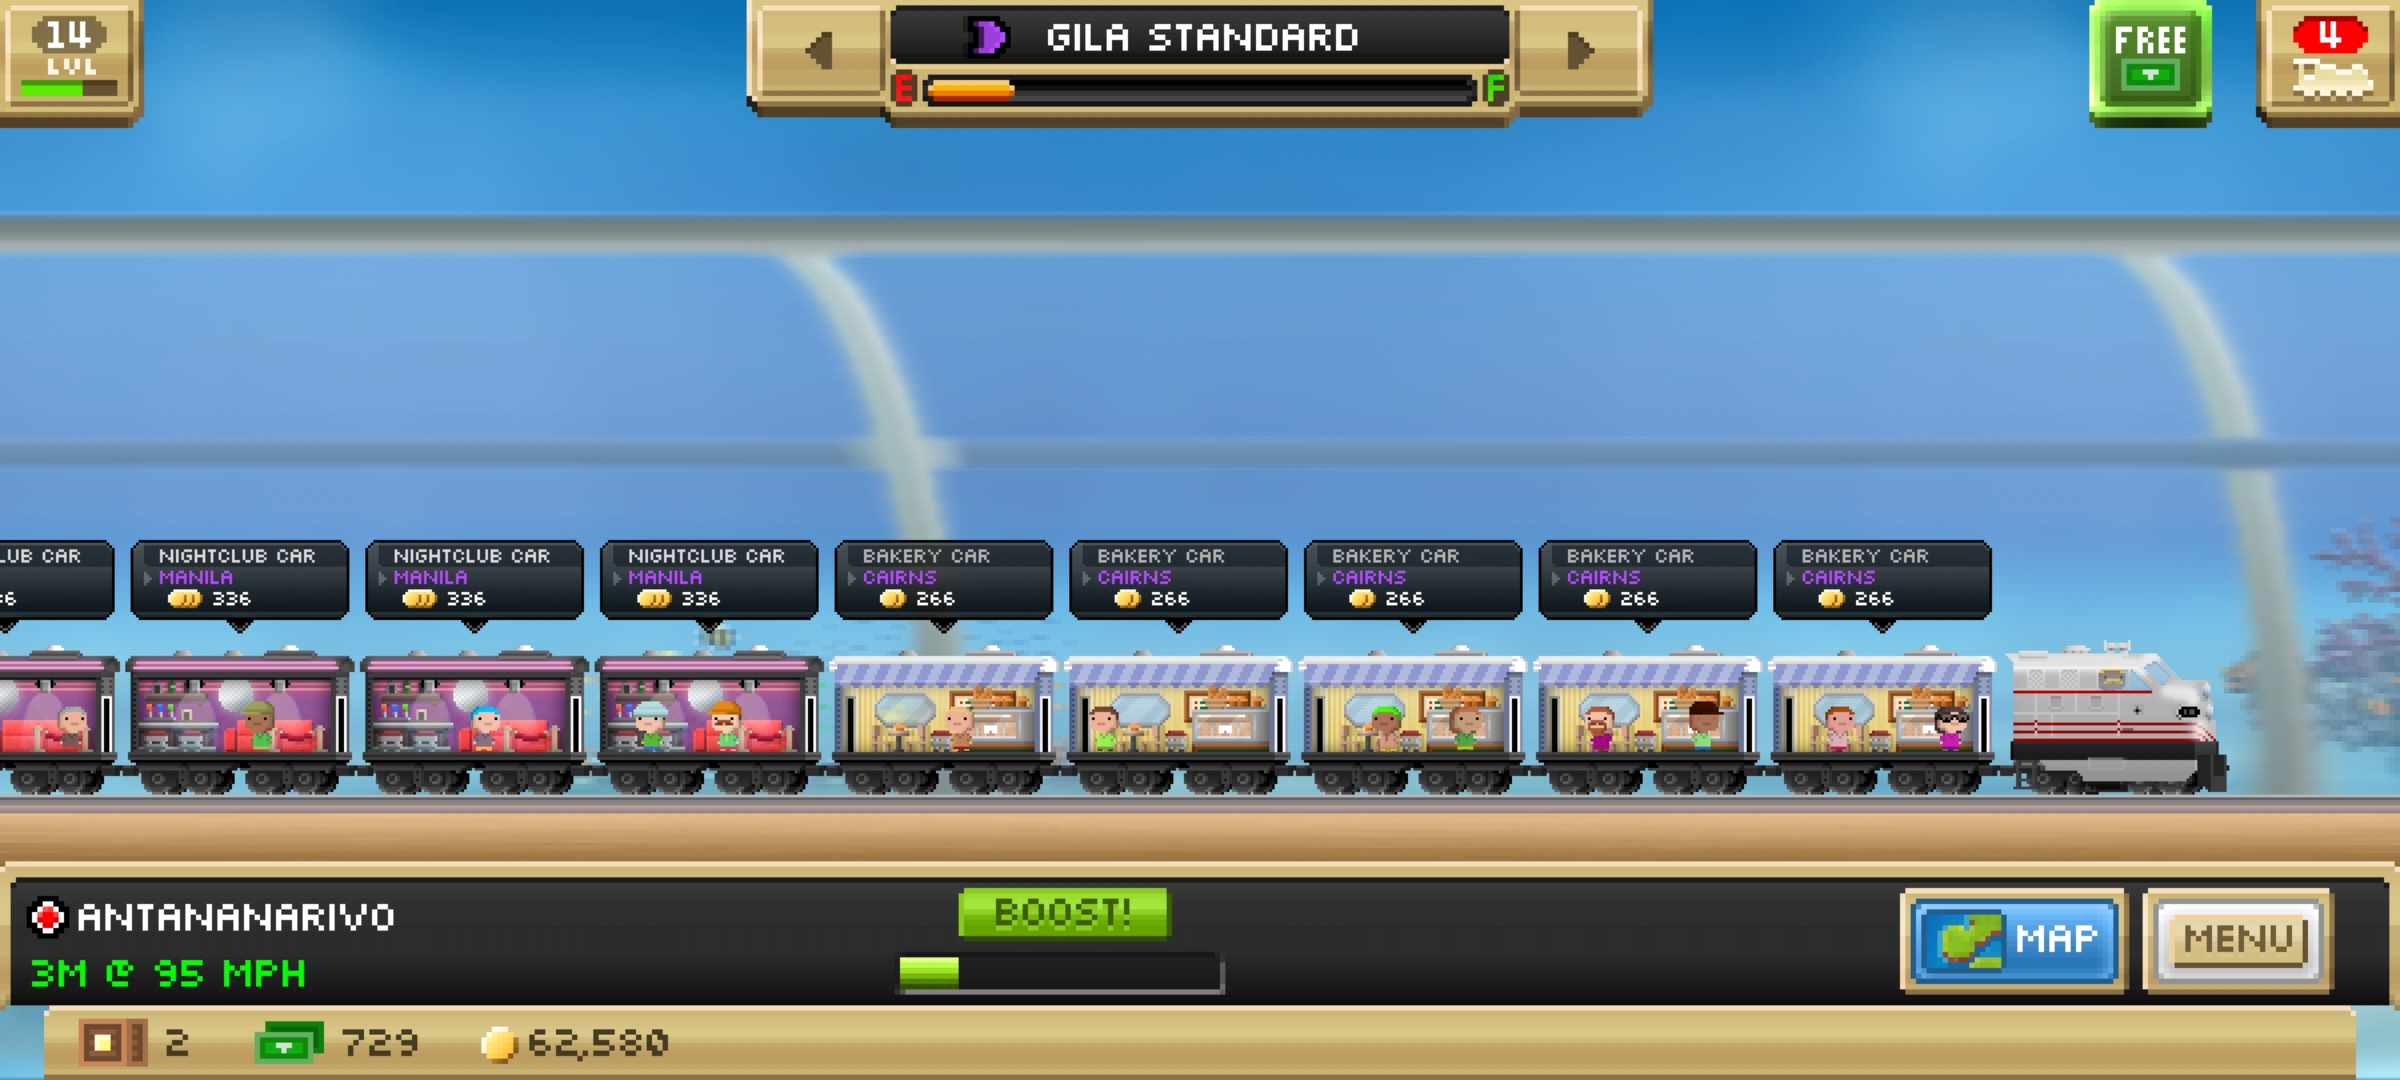 14
LVL
GILA STANDARD
E
F
FREE
4
LUB CAR
NIGHTCLUB CAR
MANILA
336
NIGHTCLUB CAR
MANILA
336
NIGHTCLUB CAR
MANILA
336
BAKERY CAR
CAIRNS
266
BAKERY CAR
CAIRNS
266
BAKERY CAR
CAIRNS
266
BAKERY CAR
CAIRNS
266
BAKERY CAR
CAIRNS
266
ANTANANARIVO
3M @ 95 MPH
BOOST!
MAP
MENU
2
729
62,580